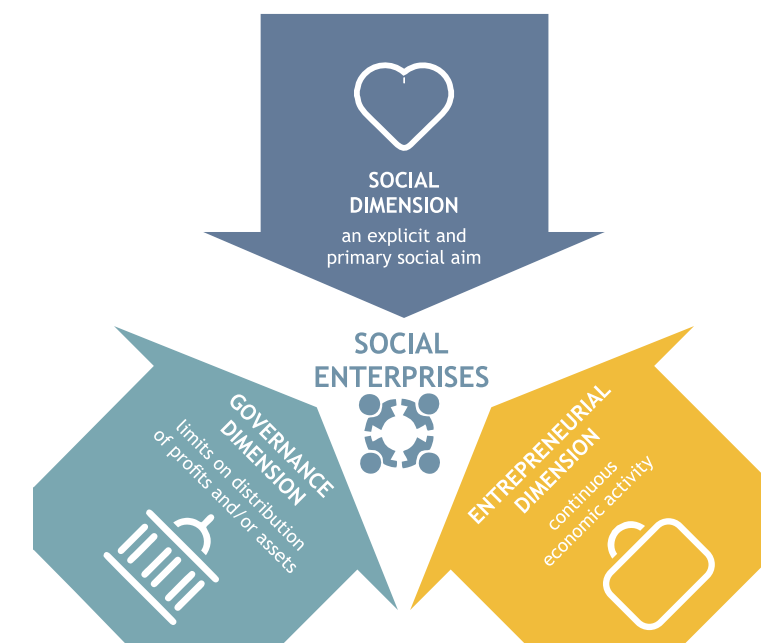 SOCIAL
DIMENSION
an explicit and
primary social aim
SOCIAL
ENTERPRISES
GOVERNANCE
DIMENSION
limits on distribution
of profits and/or assets
ENTREPRENEURIAL
DIMENSION
continuous
economic activity